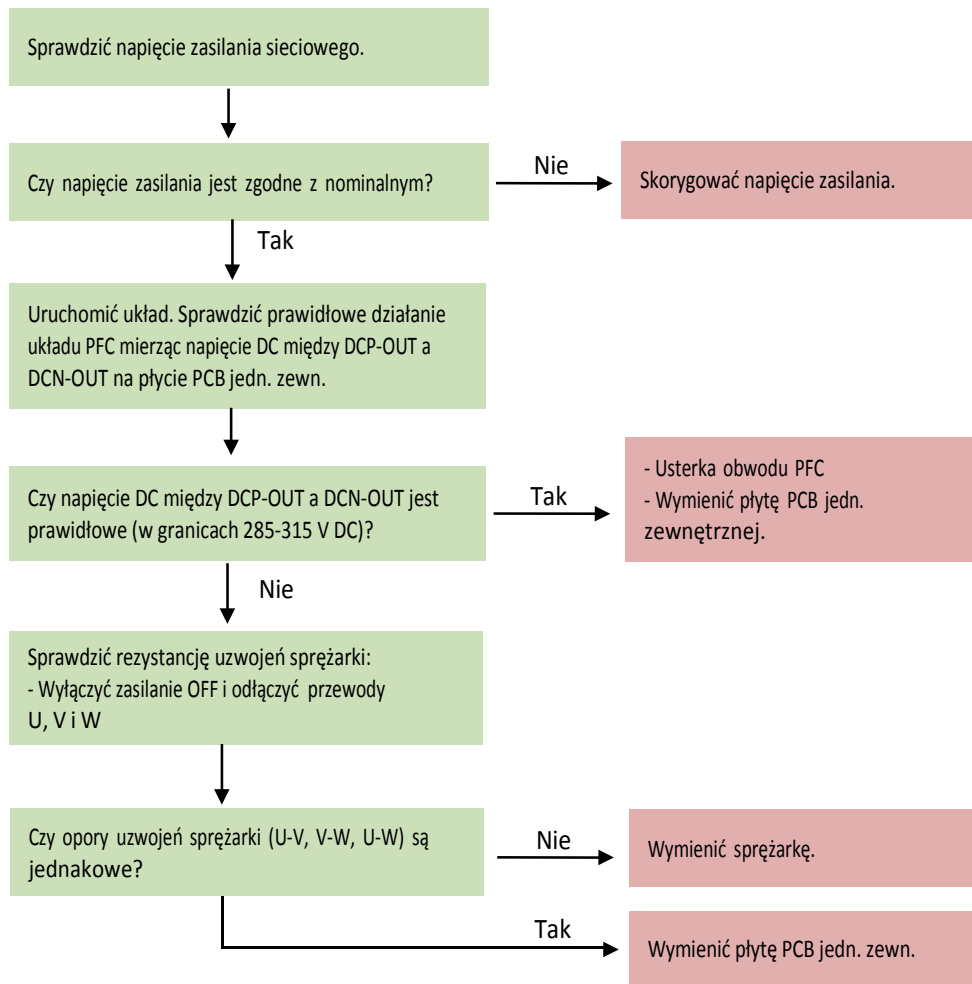 Sprawdzić napięcie zasilania sieciowego.
Czy napięcie zasilania jest zgodne z nominalnym?
Nie
Skorygować napięcie zasilania.
Tak
Uruchomić układ. Sprawdzić prawidłowe działanie
układu PFC mierząc napięcie DC między DCP-OUT a
DCN-OUT na płycie PCB jedn. zewn.
Czy napięcie DC między DCP-OUT a DCN-OUT jest
prawidłowe (w granicach 285-315 V DC)?
Tak
- Usterka obwodu PFC
- Wymienić płytę PCB jedn.
zewnętrznej.
Nie
Sprawdzić rezystancję uzwojeń sprężarki:
- Wyłączyć zasilanie OFF i odłączyć przewody
U, V i W
Czy opory uzwojeń sprężarki (U-V, V-W, U-W) są
jednakowe?
Nie
Wymienić sprężarkę.
Tak
Wymienić płytę PCB jedn. zewn.